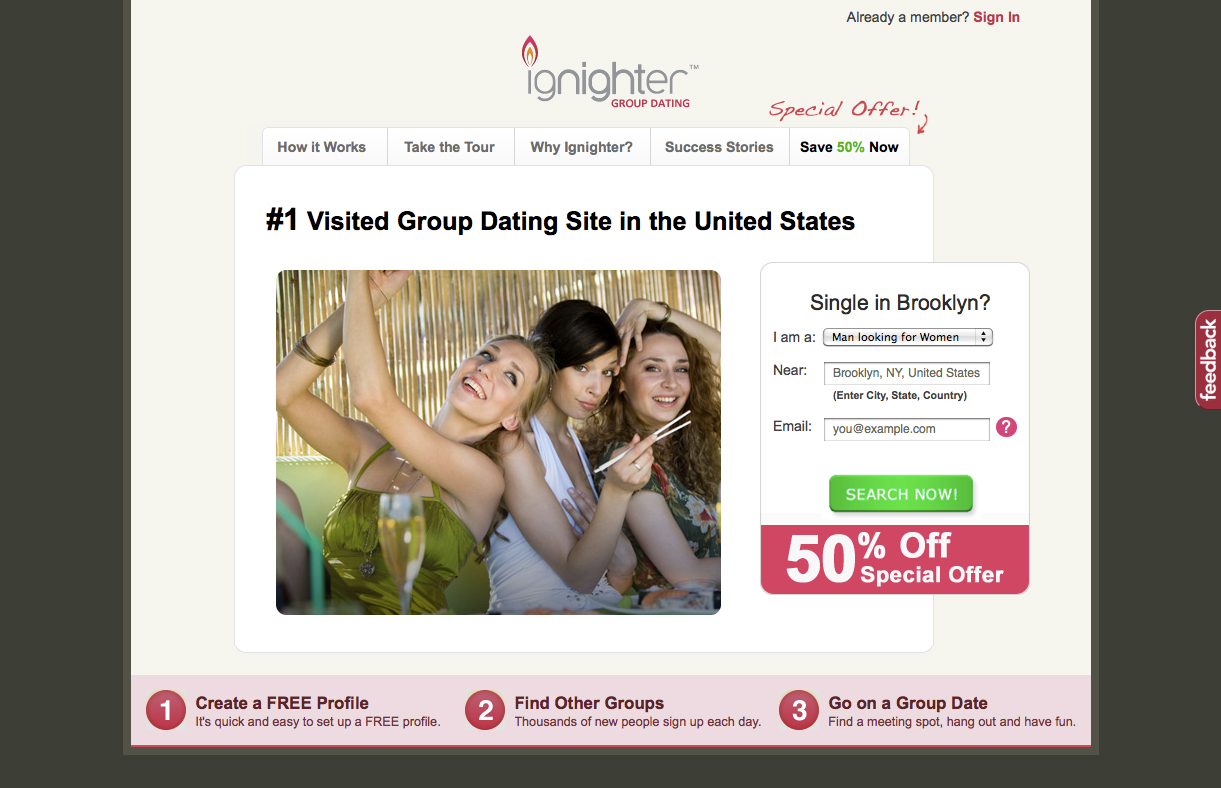 Already a member? Sign In
ignighter™
GROUP DATING
Special Offer!
How it Works
Take the Tour
Why Ignighter?
Success Stories
Save 50% Now
#1 Visited Group Dating Site in the United States
Single in Brooklyn?
I am a: Man looking for Women
Near: Brooklyn, NY, United States
(Enter City, State, Country)
Email: you@example.com ?
SEARCH NOW!
50% Off
Special Offer
feedback
1 Create a FREE Profile
It's quick and easy to set up a FREE profile.
2 Find Other Groups
Thousands of new people sign up each day.
3 Go on a Group Date
Find a meeting spot, hang out and have fun.